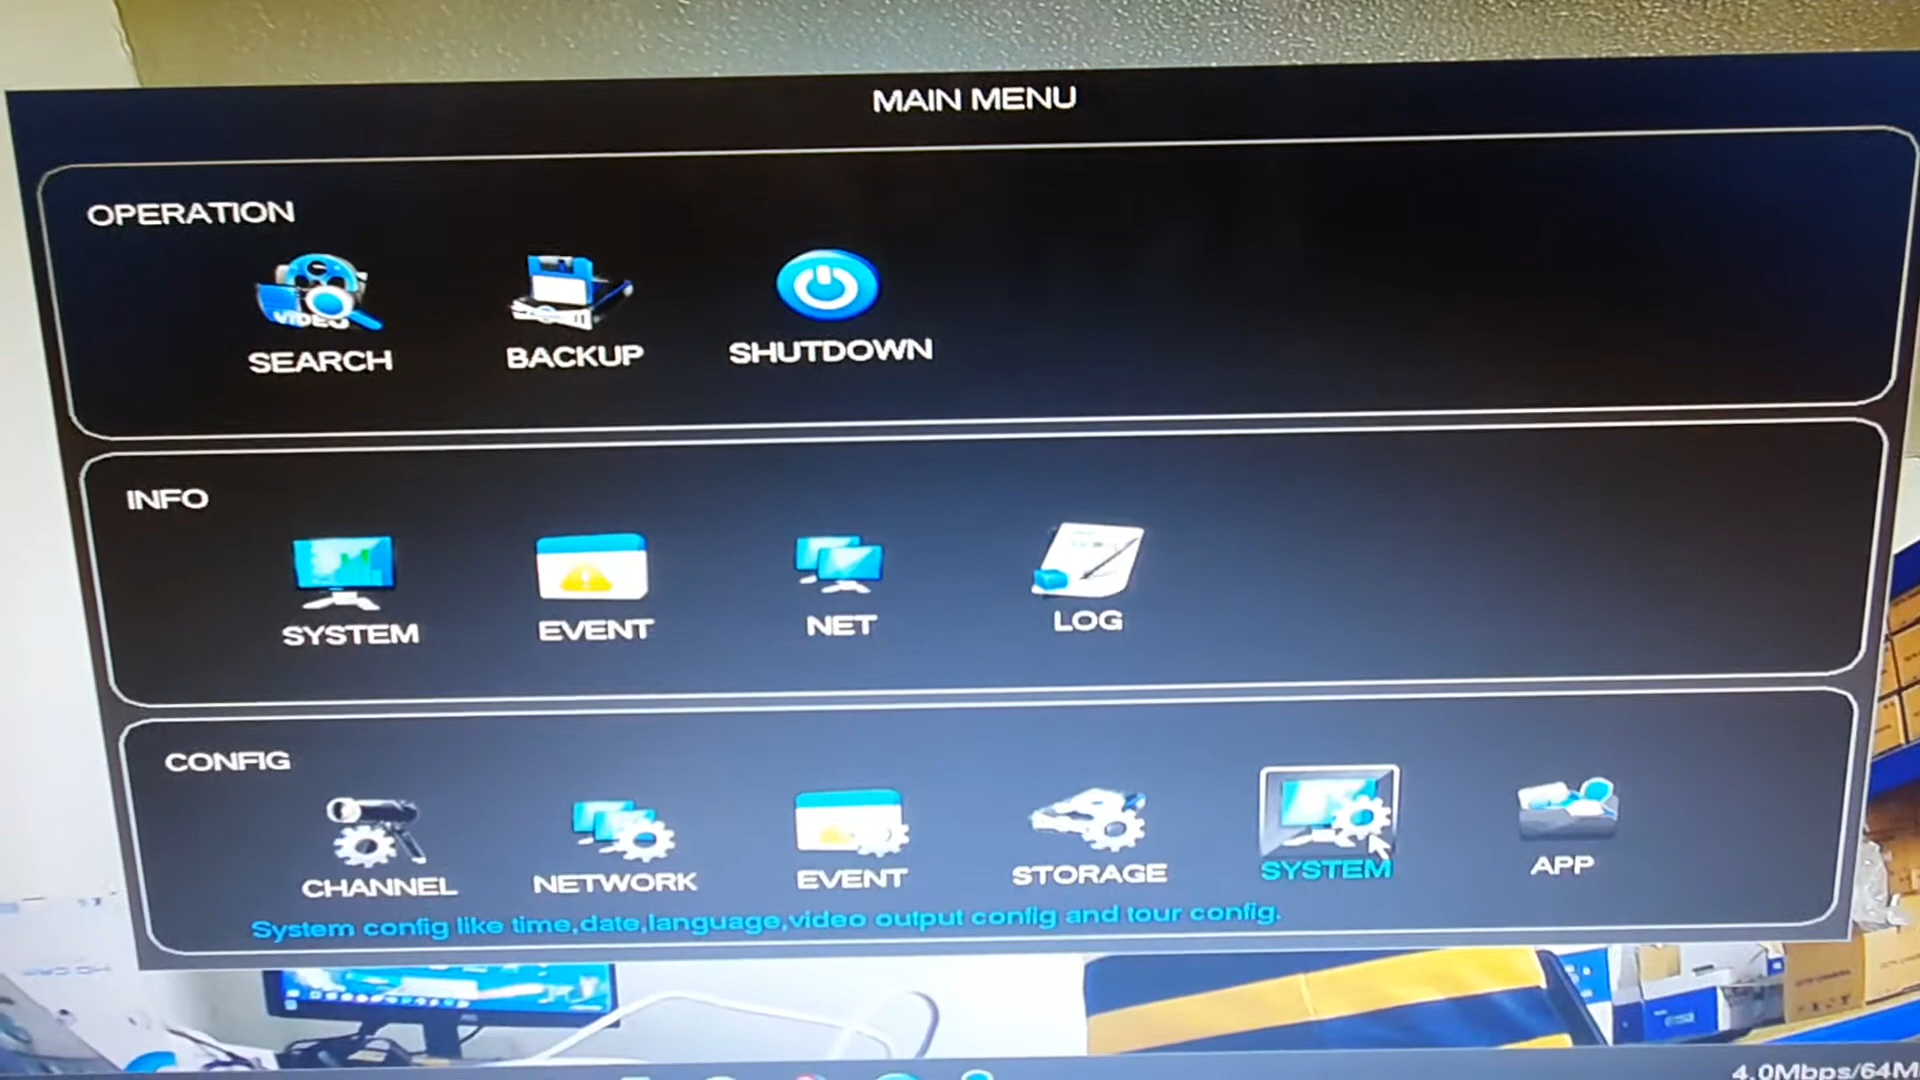 MAIN MENU
OPERATION
VIDEO
SEARCH
BACKUP
SHUTDOWN
INFO
SYSTEM
EVENT
NET
LOG
CONFIG
CHANNEL
NETWORK
EVENT
STORAGE
SYSTEM
APP
System config like time,date,language,video output config and tour config.
4.0Mbps/64M